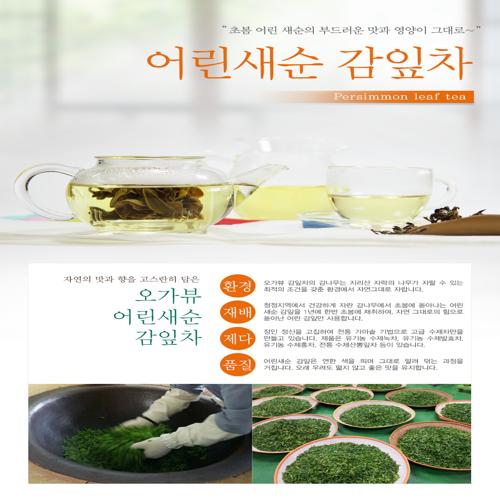 “ 초봄 어린 새순의 부드러운 맛과 영양이 그대로~ ”
어린새순 감잎차
Persimmon leaf tea
자연의 맛과 향을 고스란히 담은
오가뷰
어린새순
감잎차
환경
오가뷰 감잎차의 감나무는 지리산 자락의 나무가 자랄 수 있는
최적의 조건을 갖춘 환경에서 자연그대로 자랍니다.
재배
청정지역에서 건강하게 자란 감나무에서 초봄에 돋아나는 어린
새순 감잎을 1년에 한번 초봄에 채취하여, 자연 그대로의 힘으로
돋아난 어린 감잎만 사용합니다.
제다
장인 정신을 고집하여 전통 가마솥 기법으로 고급 수제차만을
만들고 있습니다. 제품은 유기농 수제녹차, 유기농 수제발효차,
유기농 수제홍차, 전통 수제산뽕잎차 등이 있습니다.
품질
어린새순 감잎은 연한 색을 띄며 그대로 말려 덖는 과정을
거칩니다. 오래 우려도 떫지 않고 좋은 맛을 유지합니다.